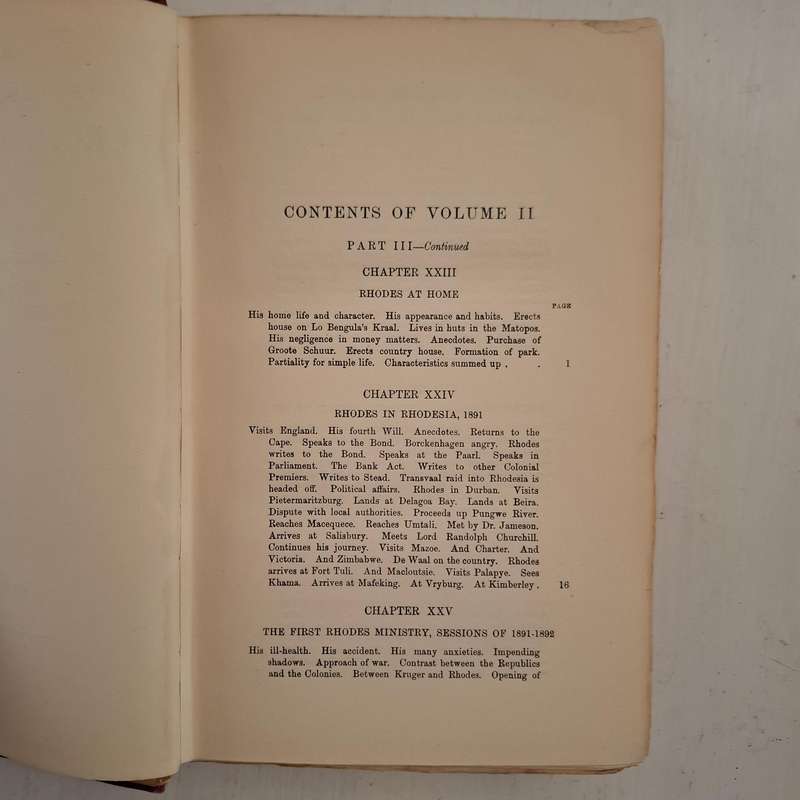 CONTENTS OF VOLUME II
PART III—Continued
CHAPTER XXIII
RHODES AT HOME
PAGE
His home life and character. His appearance and habits. Erects
house on Lo Bengula's Kraal. Lives in huts in the Matopos.
His negligence in money matters. Anecdotes. Purchase of
Groote Schuur. Erects country house. Formation of park.
Partiality for simple life. Characteristics summed up . . 1
CHAPTER XXIV
RHODES IN RHODESIA, 1891
Visits England. His fourth Will. Anecdotes. Returns to the
Cape. Speaks to the Bond. Borckenhagen angry. Rhodes
writes to the Bond. Speaks at the Paarl. Speaks in
Parliament. The Bank Act. Writes to other Colonial
Premiers. Writes to Stead. Transvaal raid into Rhodesia is
headed off. Political affairs. Rhodes in Durban. Visits
Pietermaritzburg. Lands at Delagoa Bay. Lands at Beira.
Dispute with local authorities. Proceeds up Pungwe River.
Reaches Macequece. Reaches Umtali. Met by Dr. Jameson.
Arrives at Salisbury. Meets Lord Randolph Churchill.
Continues his journey. Visits Mazoe. And Charter. And
Victoria. And Zimbabwe. De Waal on the country. Rhodes
arrives at Fort Tuli. And Macloutsie. Visits Palapye. Sees
Khama. Arrives at Mafeking. At Vryburg. At Kimberley . 16
CHAPTER XXV
THE FIRST RHODES MINISTRY, SESSIONS OF 1891-1892
His ill-health. His accident. His many anxieties. Impending
shadows. Approach of war. Contrast between the Republics
and the Colonies. Between Kruger and Rhodes. Opening of